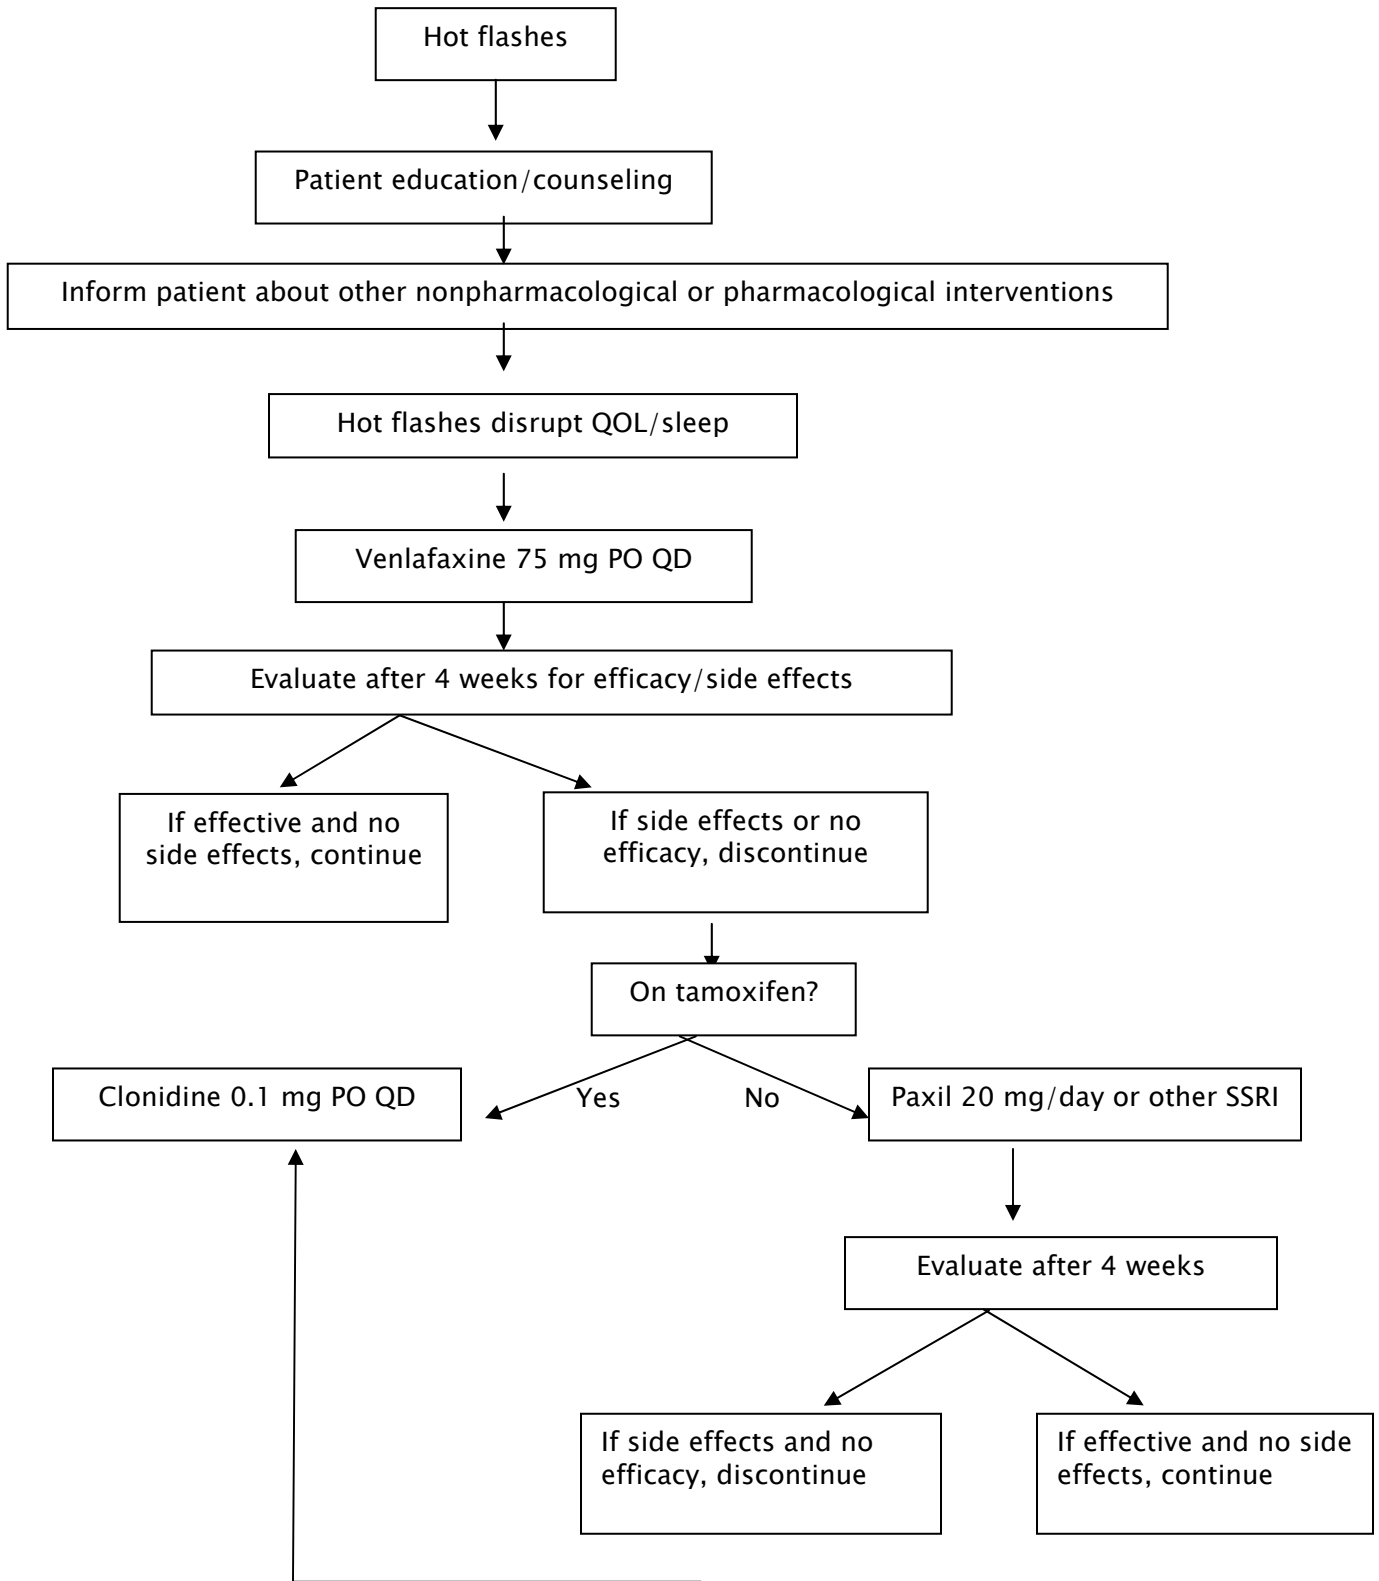 Hot flashes
Patient education/counseling
Inform patient about other nonpharmacological or pharmacological interventions
Hot flashes disrupt QOL/sleep
Venlafaxine 75 mg PO QD
Evaluate after 4 weeks for efficacy/side effects
If effective and no
side effects, continue
If side effects or no
efficacy, discontinue
On tamoxifen?
Yes
No
Clonidine 0.1 mg PO QD
Paxil 20 mg/day or other SSRI
Evaluate after 4 weeks
If side effects and no
efficacy, discontinue
If effective and no side
effects, continue